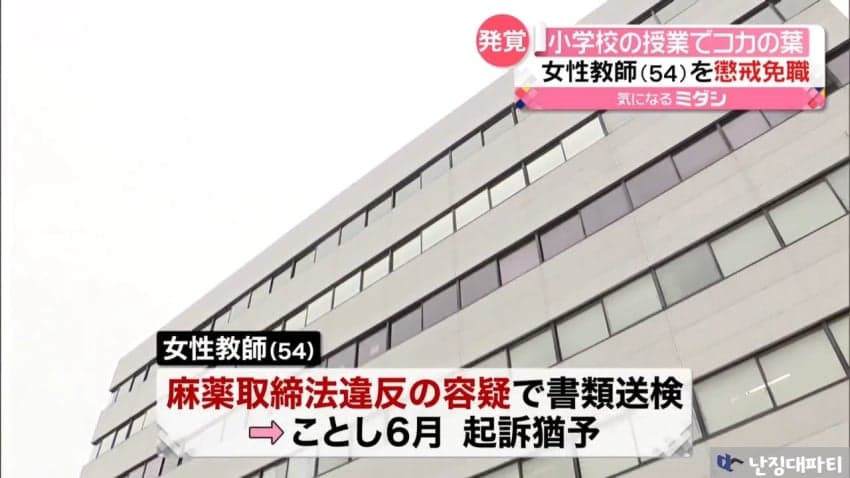 発覚
小学校の授業でコカの葉
女性教師(54)を懲戒免職
気になるミダシ
女性教師(54)
麻薬取締法違反の容疑で書類送検
➡ことし6月 起訴猶予
난징대파티